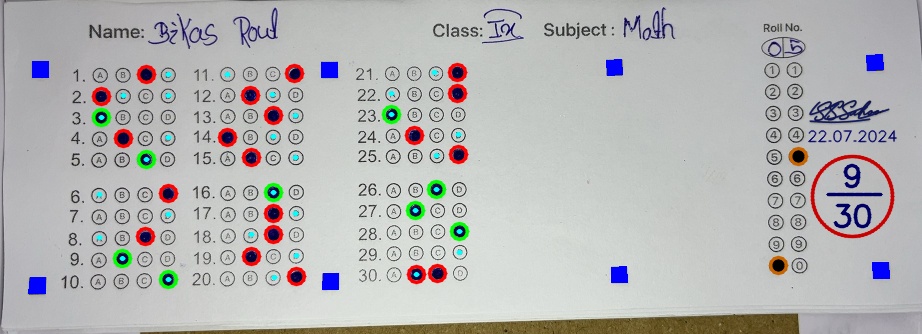 Name: Bikas Rout Class: IX Subject : Math
Roll No.
05
1. A B D 11. A B C 21. A B C
2. B C D 12. A C D 22. A B C
3. B C D 13. A B D 23. B C D
4. A C D 14. B C D 24. A C D
5. A B D 15. A C D 25. A B C
6. A B C 16. A B D 26. A B D
7. A B C D 17. A B D 27. A C D
8. A B D 18. A B D 28. A B C
9. A C D 19. A C D 29. A B C D
10. A B C 20. A B C 30. A D
1 1
2 2
3 3
4 4
5
6 6
7 7
8 8
9 9
0
22.07.2024
9
30